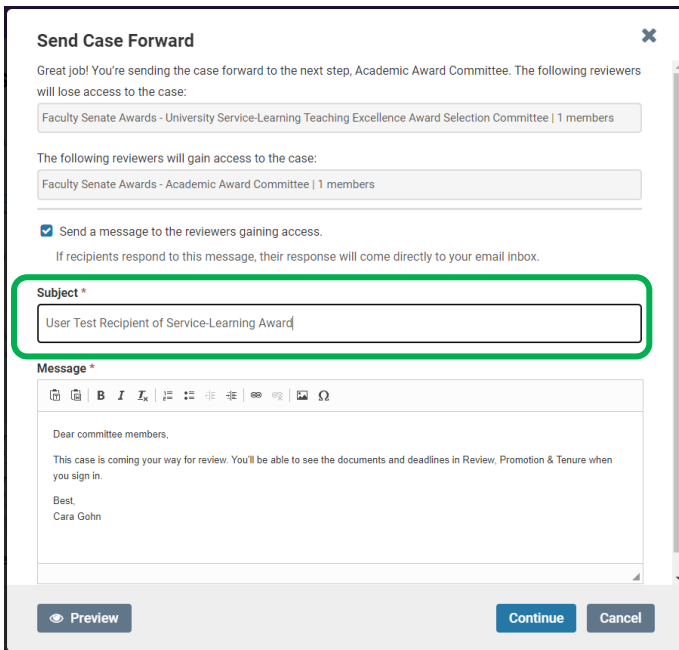 Send Case Forward
Great job! You're sending the case forward to the next step, Academic Award Committee. The following reviewers
will lose access to the case:
Faculty Senate Awards - University Service-Learning Teaching Excellence Award Selection Committee | 1 members
The following reviewers will gain access to the case:
Faculty Senate Awards - Academic Award Committee | 1 members
Send a message to the reviewers gaining access.
If recipients respond to this message, their response will come directly to your email inbox.
Subject *
User Test Recipient of Service-Learning Award
Message *
B I Ix Ω
Dear committee members,
This case is coming your way for review. You'll be able to see the documents and deadlines in Review, Promotion & Tenure when
you sign in.
Best,
Cara Gohn
Preview Continue Cancel